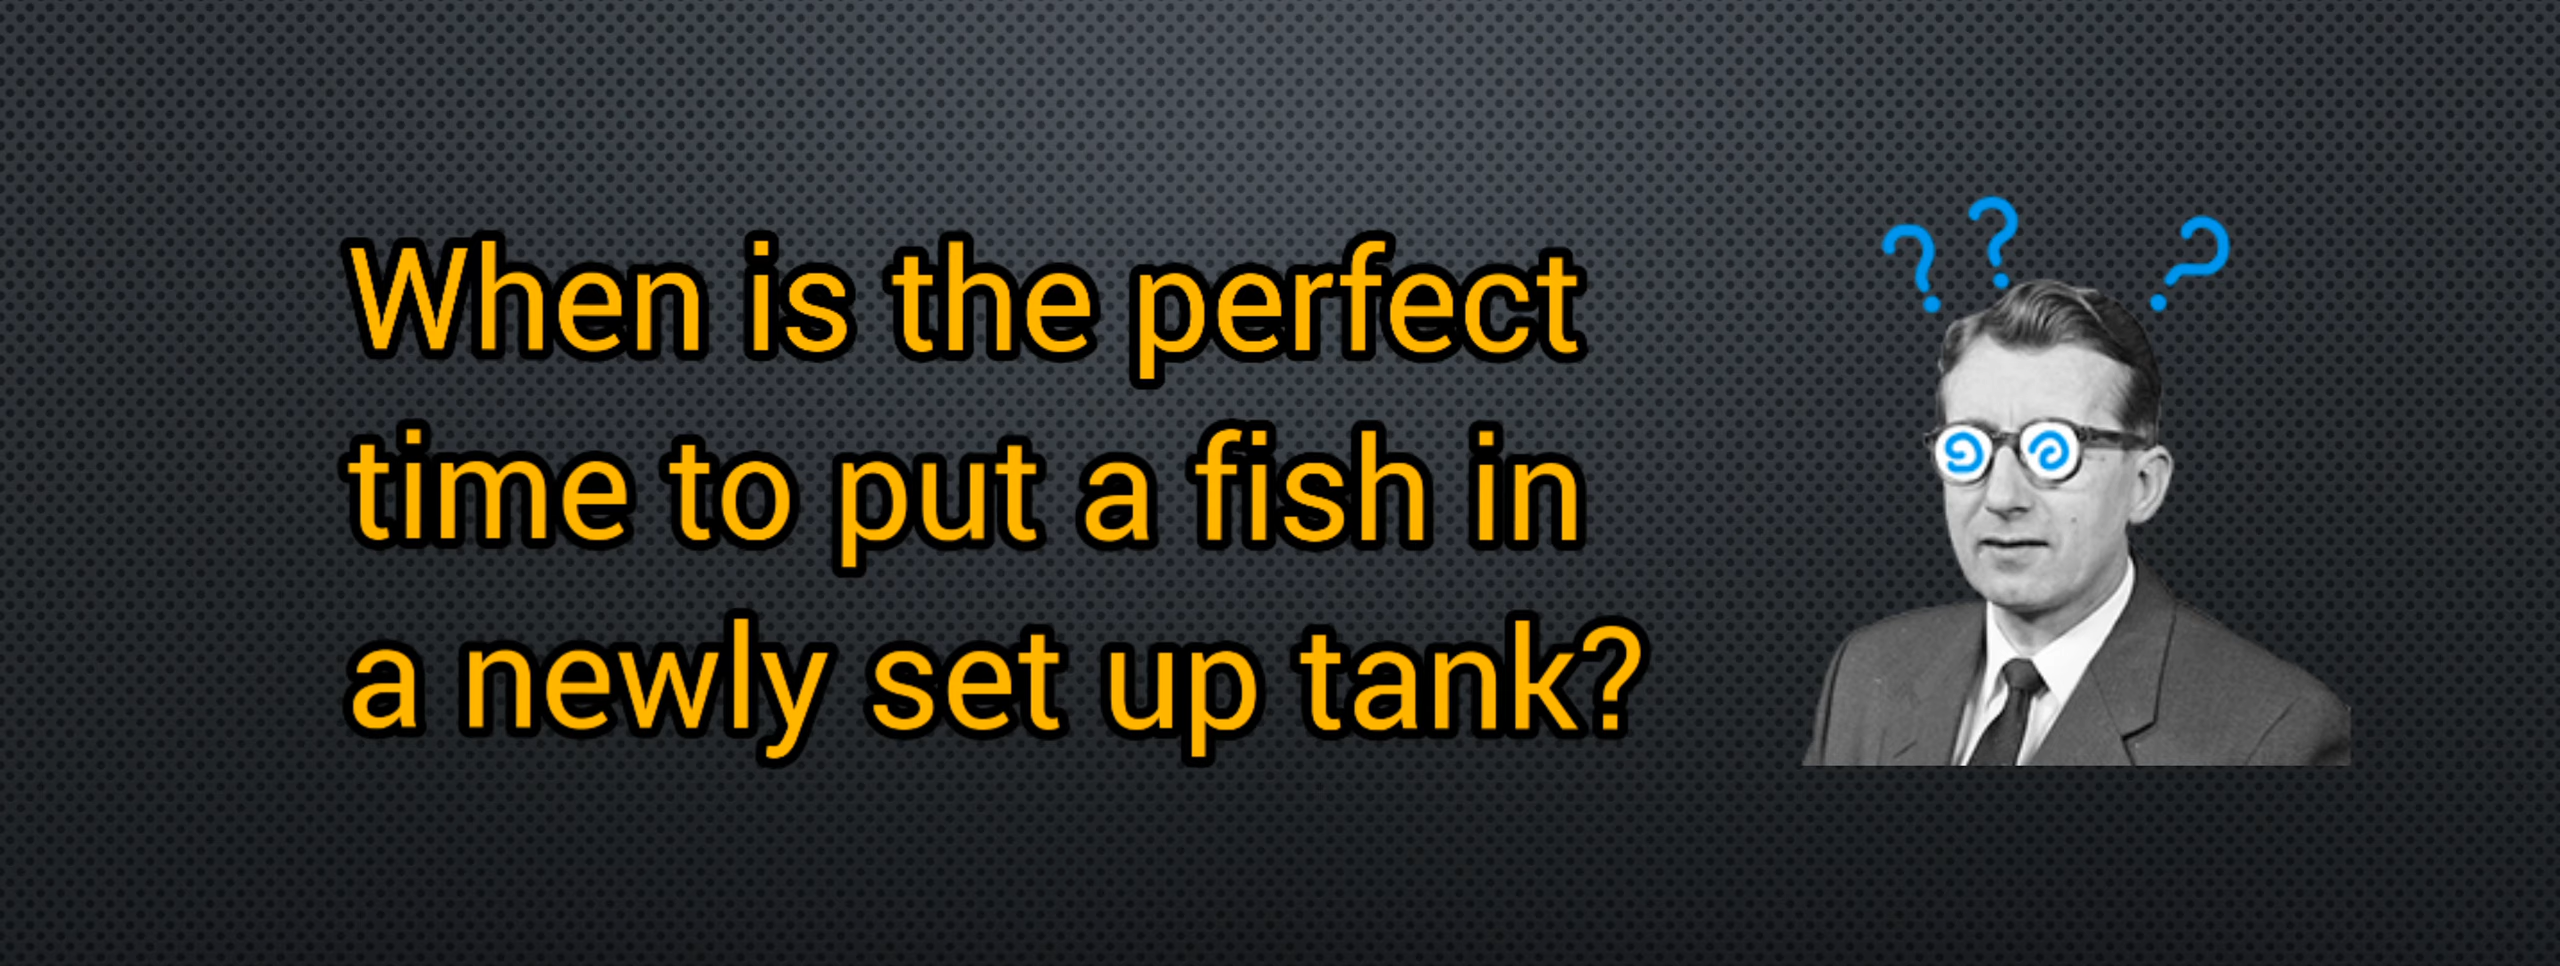 When is the perfect
time to put a fish in
a newly set up tank?
? ? ?